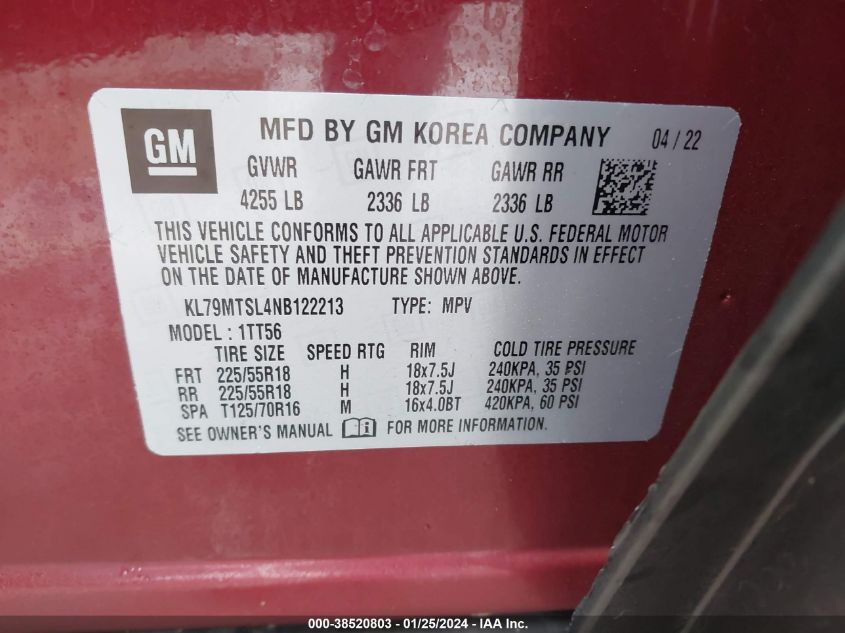 GM
MFD BY GM KOREA COMPANY 04 / 22
GVWR GAWR FRT GAWR RR
4255 LB 2336 LB 2336 LB
THIS VEHICLE CONFORMS TO ALL APPLICABLE U.S. FEDERAL MOTOR
VEHICLE SAFETY AND THEFT PREVENTION STANDARDS IN EFFECT
ON THE DATE OF MANUFACTURE SHOWN ABOVE.
KL79MTSL4NB122213 TYPE: MPV
MODEL : 1TT56
TIRE SIZE SPEED RTG RIM COLD TIRE PRESSURE
FRT 225/55R18 H 18x7.5J 240KPA, 35 PSI
RR 225/55R18 H 18x7.5J 240KPA, 35 PSI
SPA T125/70R16 M 16x4.0BT 420KPA, 60 PSI
SEE OWNER'S MANUAL FOR MORE INFORMATION.
000-38520803 - 01/25/2024 - IAA Inc.